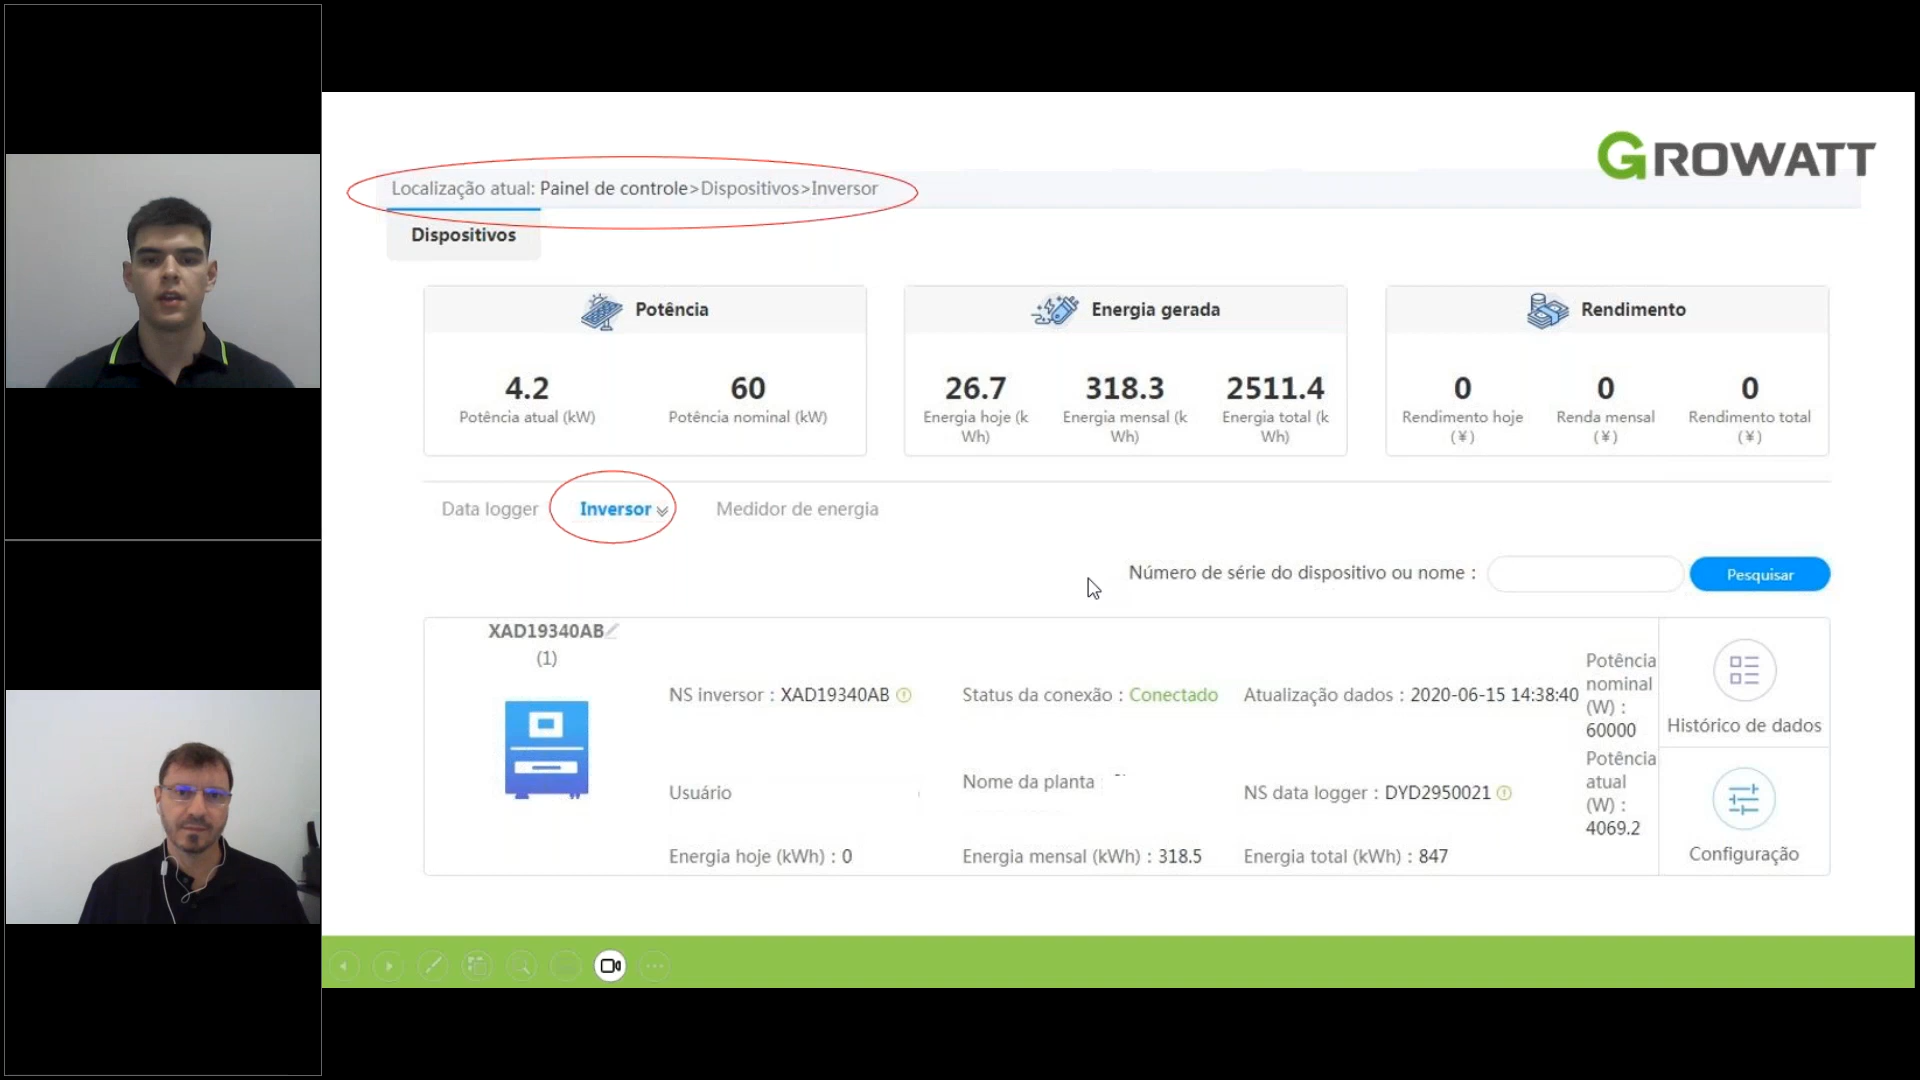 GROWATT
Localização atual: Painel de controle>Dispositivos>Inversor
Dispositivos
Potência
4.2
Potência atual (kW)
60
Potência nominal (kW)
Energia gerada
26.7
Energia hoje (k
Wh)
318.3
Energia mensal (k
Wh)
2511.4
Energia total (k
Wh)
Rendimento
0
Rendimento hoje
(¥)
0
Renda mensal
(¥)
0
Rendimento total
(¥)
Data logger
Inversor
Medidor de energia
Número de série do dispositivo ou nome :
Pesquisar
XAD19340AB
(1)
NS inversor : XAD19340AB
Status da conexão : Conectado
Atualização dados : 2020-06-15 14:38:40
Potência
nominal
(W) :
60000
Usuário
Nome da planta :
NS data logger : DYD2950021
Potência
atual
(W) :
4069.2
Energia hoje (kWh) : 0
Energia mensal (kWh) : 318.5
Energia total (kWh) : 847
Histórico de dados
Configuração